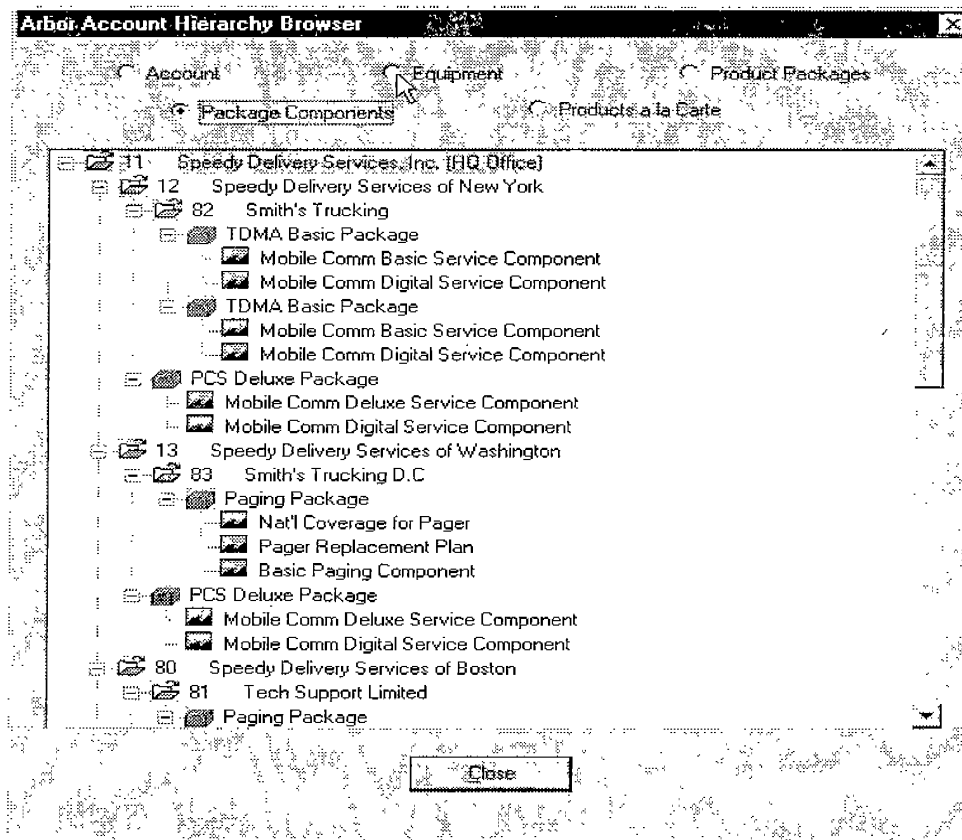 Arbor Account Hierarchy Browser
Account Equipment Product Packages
Package Components Products a la Carte
11 Speedy Delivery Services, Inc. [HQ Office]
12 Speedy Delivery Services of New York
82 Smith's Trucking
TDMA Basic Package
Mobile Comm Basic Service Component
Mobile Comm Digital Service Component
TDMA Basic Package
Mobile Comm Basic Service Component
Mobile Comm Digital Service Component
PCS Deluxe Package
Mobile Comm Deluxe Service Component
Mobile Comm Digital Service Component
13 Speedy Delivery Services of Washington
83 Smith's Trucking D.C
Paging Package
Nat'l Coverage for Pager
Pager Replacement Plan
Basic Paging Component
PCS Deluxe Package
Mobile Comm Deluxe Service Component
Mobile Comm Digital Service Component
80 Speedy Delivery Services of Boston
81 Tech Support Limited
Paging Package
Close